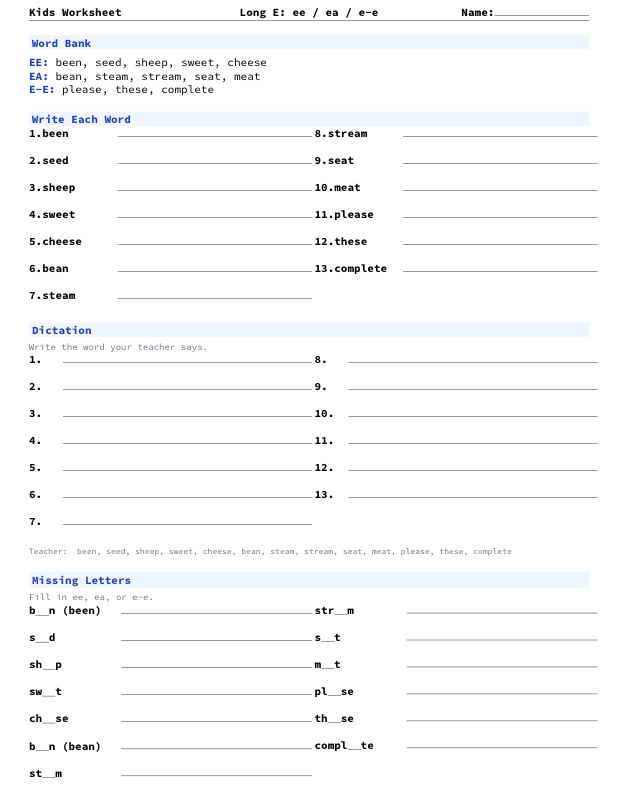 Kids Worksheet Long E: ee / ea / e-e Name:
Word Bank
EE: been, seed, sheep, sweet, cheese
EA: bean, steam, stream, seat, meat
E-E: please, these, complete
Write Each Word
1.been 8.stream
2.seed 9.seat
3.sheep 10.meat
4.sweet 11.please
5.cheese 12.these
6.bean 13.complete
7.steam
Dictation
Write the word your teacher says.
1. 8.
2. 9.
3. 10.
4. 11.
5. 12.
6. 13.
7.
Teacher: been, seed, sheep, sweet, cheese, bean, steam, stream, seat, meat, please, these, complete
Missing Letters
Fill in ee, ea, or e-e.
b__n (been) str__m
s__d s__t
sh__p m__t
sw__t pl__se
ch__se th__se
b__n (bean) compl__te
st__m